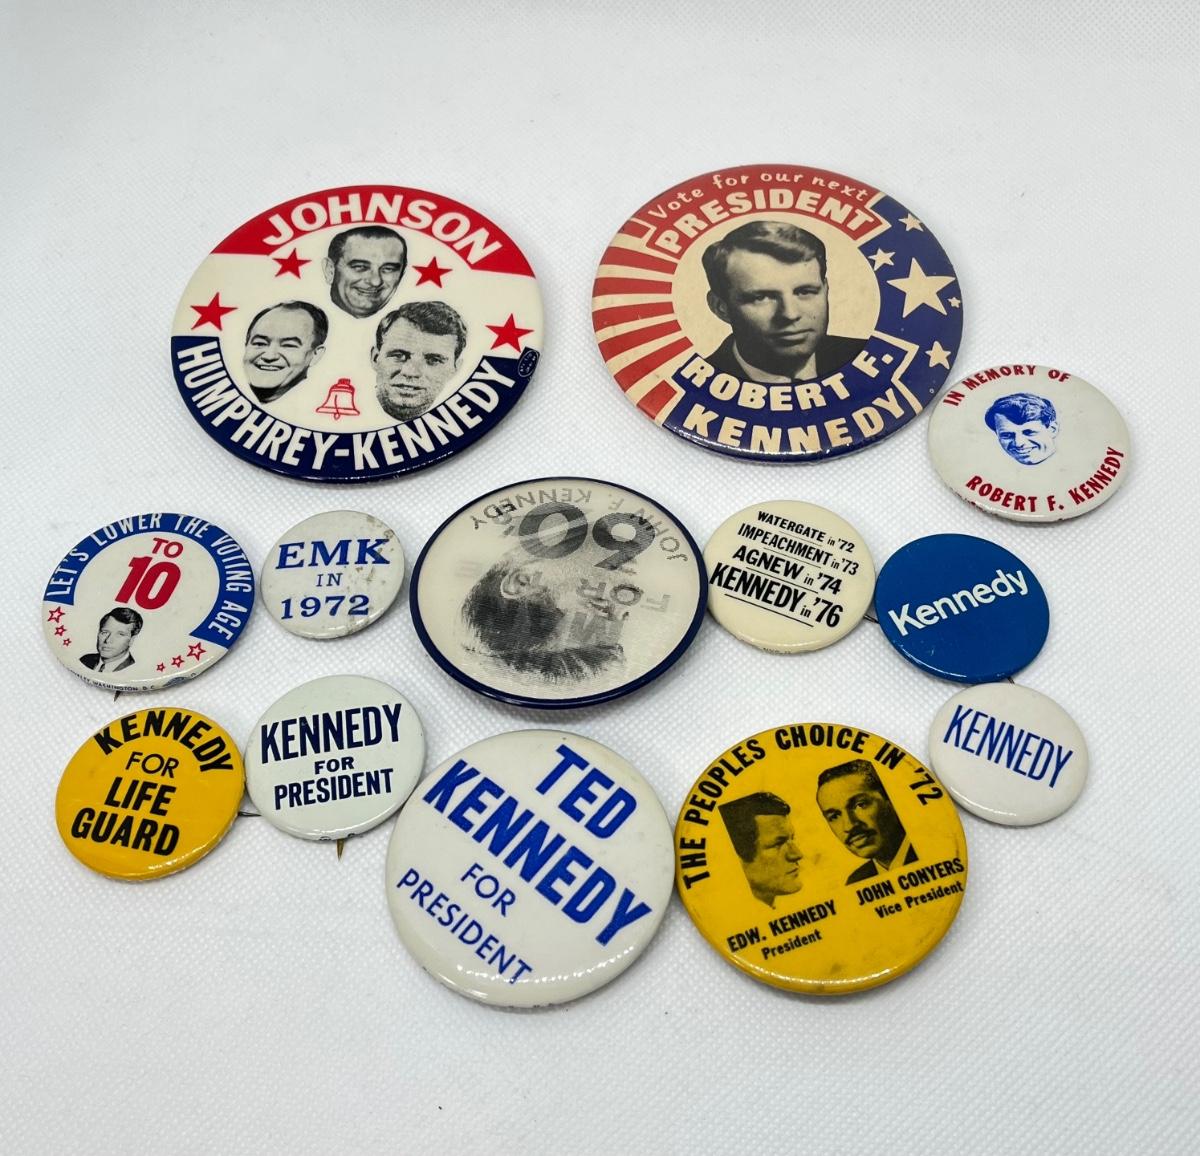 JOHNSON
HUMPHREY-KENNEDY
Vote for our next
PRESIDENT
ROBERT F.
KENNEDY
IN MEMORY OF
ROBERT F. KENNEDY
LET'S LOWER THE VOTING AGE
TO
10
WASHINGTON, D.C.
EMK
IN
1972
JOHN F. KENNEDY
60
FOR
MAN
WATERGATE in '72
IMPEACHMENT in '73
AGNEW in '74
KENNEDY in '76
Kennedy
KENNEDY
FOR
LIFE
GUARD
KENNEDY
FOR
PRESIDENT
TED
KENNEDY
FOR
PRESIDENT
THE PEOPLES CHOICE IN '72
EDW. KENNEDY
President
JOHN CONYERS
Vice President
KENNEDY